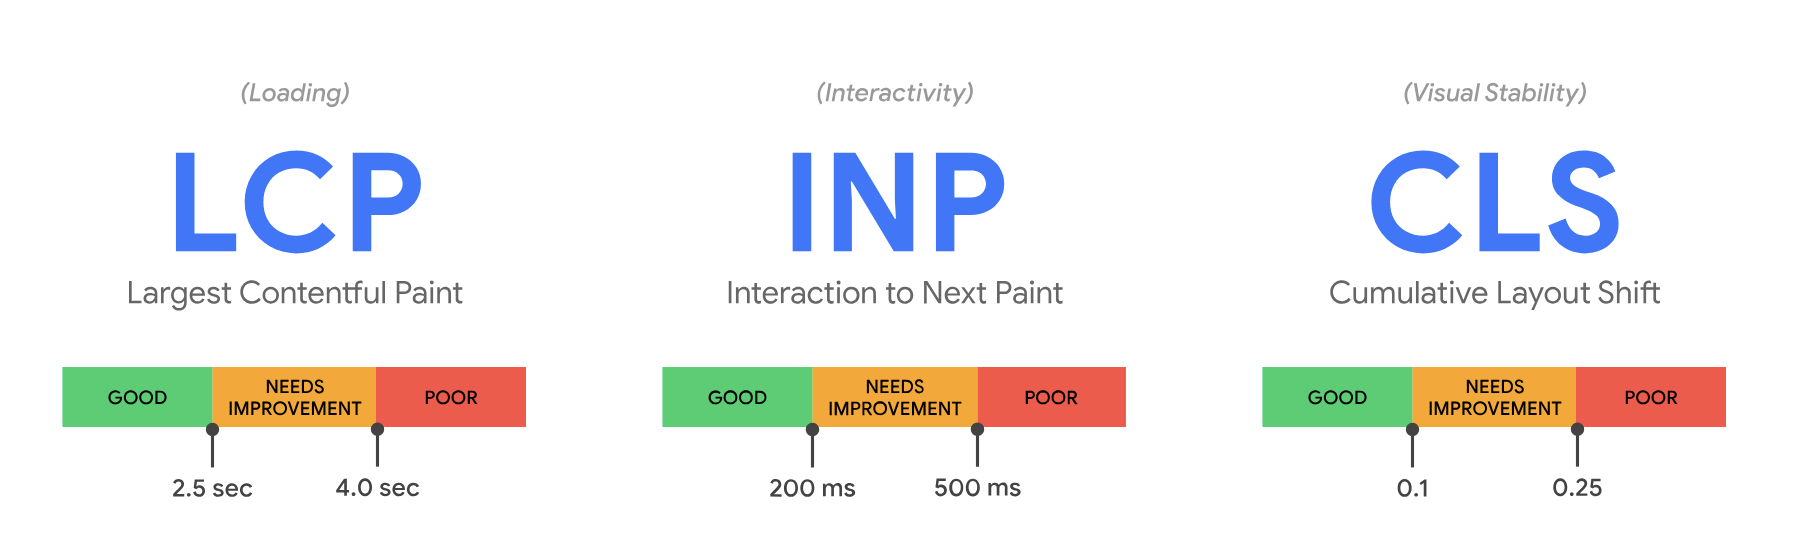 (Loading)
LCP
Largest Contentful Paint
GOOD
NEEDS
IMPROVEMENT
POOR
2.5 sec
4.0 sec
(Interactivity)
INP
Interaction to Next Paint
GOOD
NEEDS
IMPROVEMENT
POOR
200 ms
500 ms
(Visual Stability)
CLS
Cumulative Layout Shift
GOOD
NEEDS
IMPROVEMENT
POOR
0.1
0.25